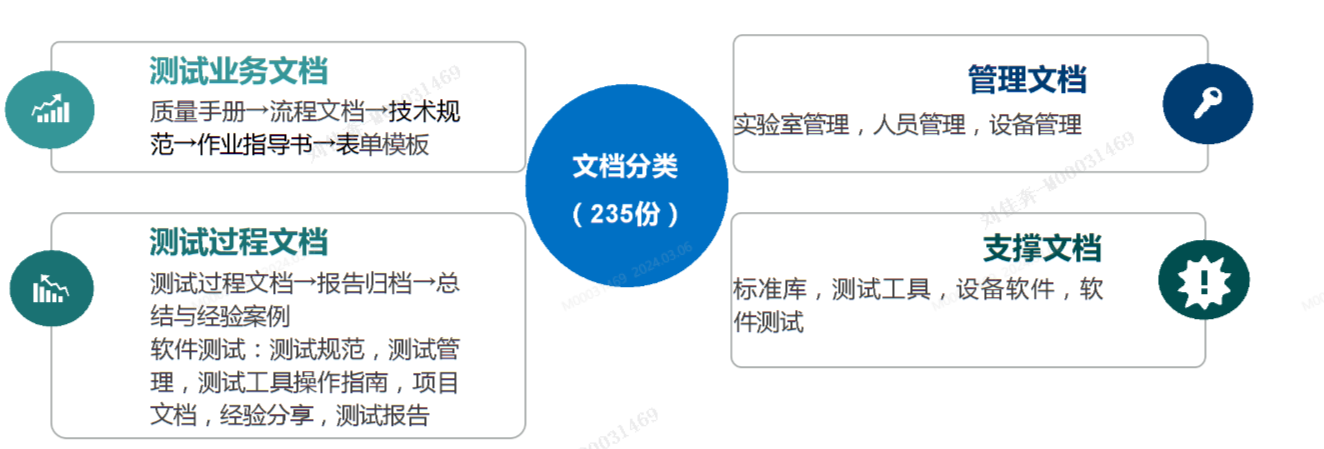 测试业务文档
质量手册→流程文档→技术规
范→作业指导书→表单模板
测试过程文档
测试过程文档→报告归档→总
结与经验案例
软件测试：测试规范，测试管
理，测试工具操作指南，项目
文档，经验分享，测试报告
文档分类
（235份）
管理文档
实验室管理，人员管理，设备管理
支撑文档
标准库，测试工具，设备软件，软
件测试
刘佳奔-M00031469
M00031469 2024.03.06